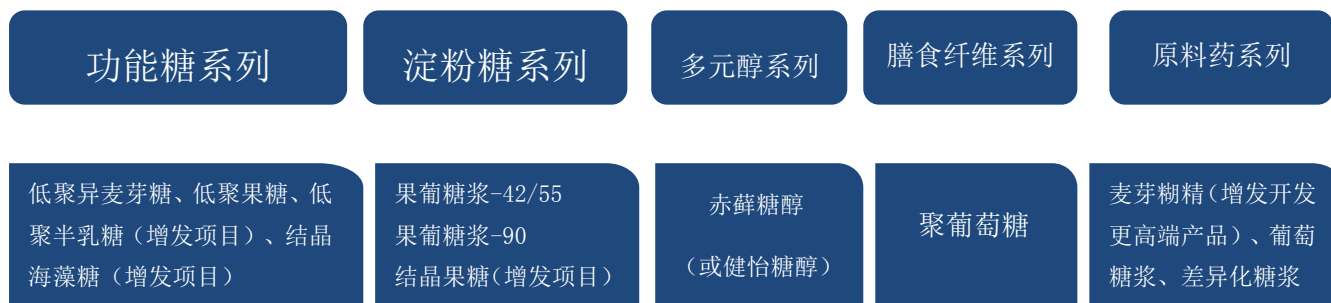 功能糖系列
淀粉糖系列
多元醇系列
膳食纤维系列
原料药系列
低聚异麦芽糖、低聚果糖、低
聚半乳糖（增发项目）、结晶
海藻糖（增发项目）
果葡糖浆-42/55
果葡糖浆-90
结晶果糖(增发项目)
赤藓糖醇
（或健怡糖醇）
聚葡萄糖
麦芽糊精(增发开发
更高端产品)、葡萄
糖浆、差异化糖浆